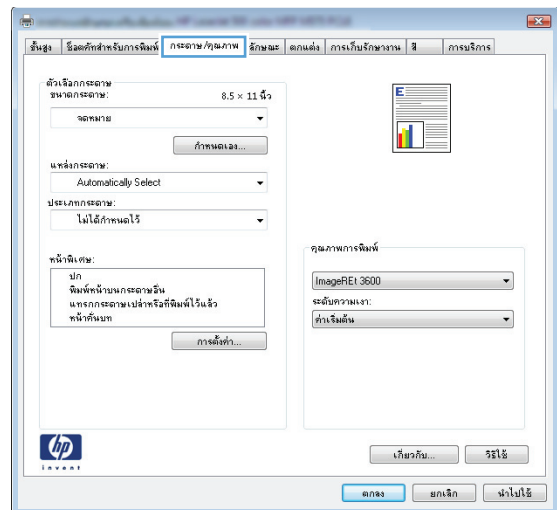 ขั้นสูง ช็อตคัทสำหรับการพิมพ์ กระดาษ/คุณภาพ ลักษณะ ตกแต่ง การเก็บรักษางาน สี การบริการ
ตัวเลือกกระดาษ
ขนาดกระดาษ: 8.5 × 11 นิ้ว
จดหมาย
กำหนดเอง...
แหล่งกระดาษ:
Automatically Select
ประเภทกระดาษ:
ไม่ได้กำหนดไว้
หน้าพิเศษ:
ปก
พิมพ์หน้าบนกระดาษอื่น
แทรกกระดาษเปล่าหรือที่พิมพ์ไว้แล้ว
หน้าคั่นบท
การตั้งค่า...
E
คุณภาพการพิมพ์
ImageREt 3600
ระดับความเงา:
ค่าเริ่มต้น
hp
invent
เกี่ยวกับ... วิธีใช้
ตกลง ยกเลิก นำไปใช้